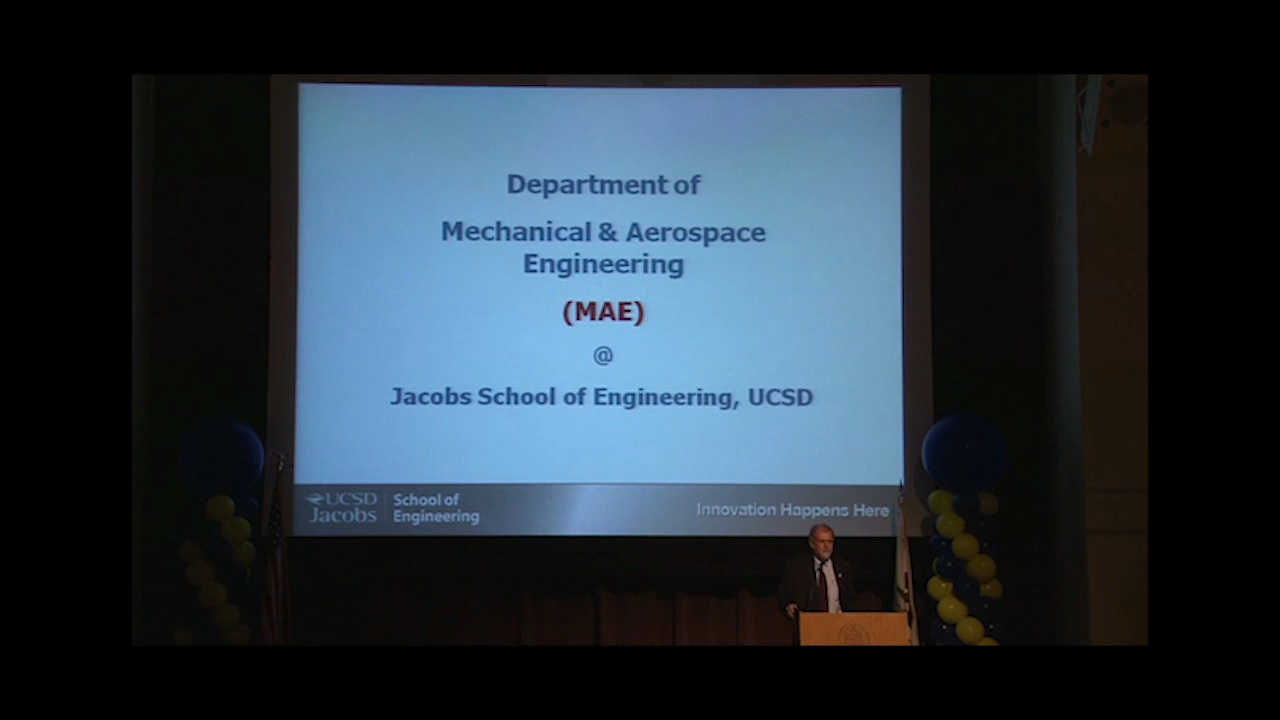 Department of
Mechanical & Aerospace
Engineering
(MAE)
@
Jacobs School of Engineering, UCSD
UCSD
Jacobs
School of
Engineering
Innovation Happens Here